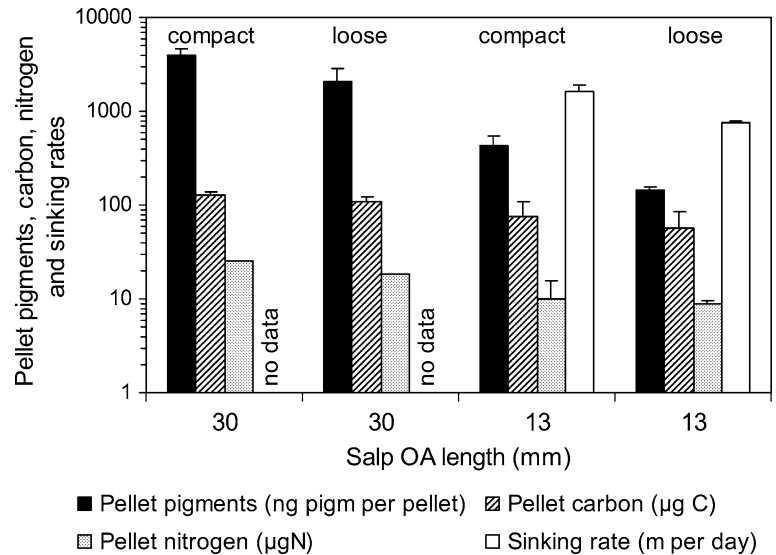 Pellet pigments, carbon, nitrogen
and sinking rates
10000
1000
100
10
1
compact
loose
compact
loose
no data
no data
30
30
13
13
Salp OA length (mm)
Pellet pigments (ng pigm per pellet)
Pellet carbon (µg C)
Pellet nitrogen (µgN)
Sinking rate (m per day)